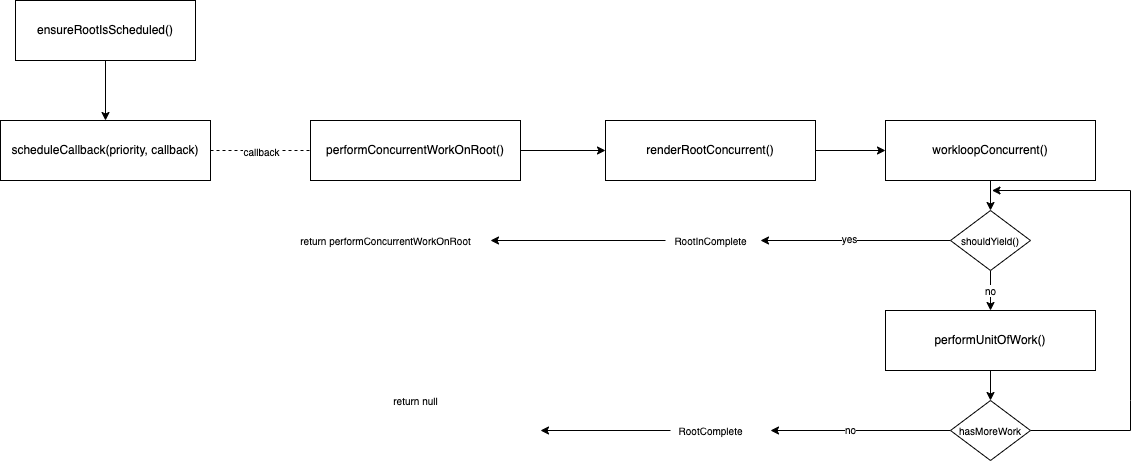 ensureRootIsScheduled()
scheduleCallback(priority, callback)
callback
performConcurrentWorkOnRoot()
renderRootConcurrent()
workloopConcurrent()
return performConcurrentWorkOnRoot
RootInComplete
yes
shouldYield()
no
performUnitOfWork()
return null
RootComplete
no
hasMoreWork